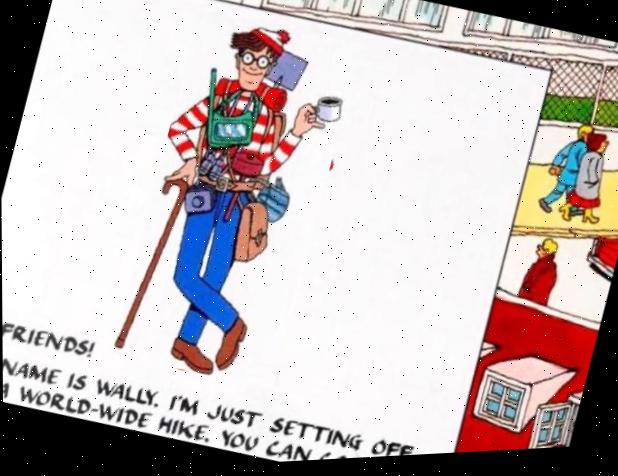 FRIENDS!
NAME IS WALLY. I'M JUST SETTING OFF
A WORLD-WIDE HIKE. YOU CAN